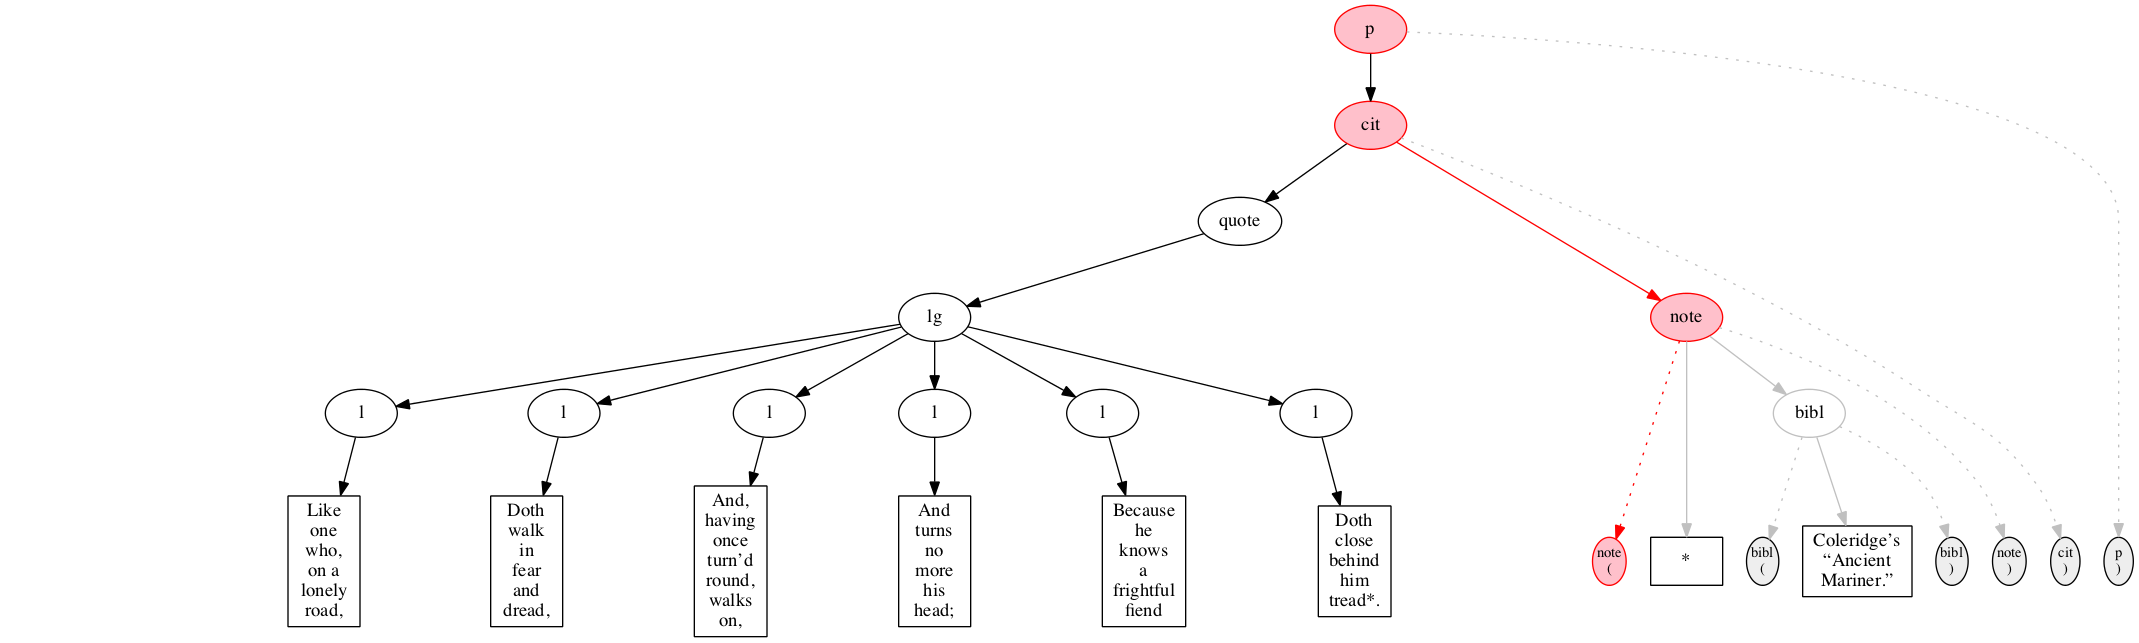 p
cit
quote
lg
note
l
l
l
l
l
l
bibl
Like
one
who,
on a
lonely
road,
Doth
walk
in
fear
and
dread,
And,
having
once
turn’d
round,
walks
on,
And
turns
no
more
his
head;
Because
he
knows
a
frightful
fiend
Doth
close
behind
him
tread*.
note
(
*
bibl
(
Coleridge’s
“Ancient
Mariner.”
bibl
)
note
)
cit
)
p
)